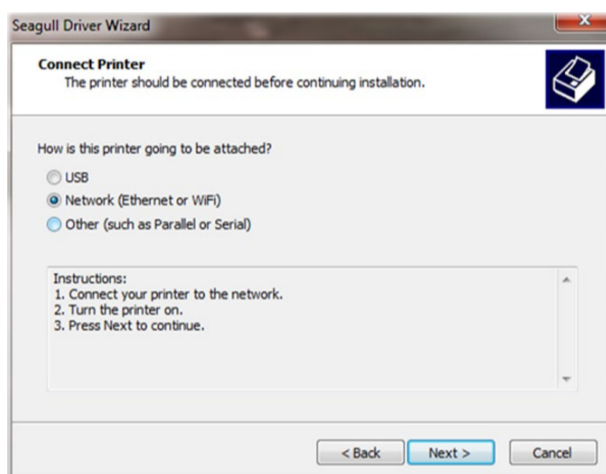 Seagull Driver Wizard
Connect Printer
The printer should be connected before continuing installation.
How is this printer going to be attached?
USB
Network (Ethernet or WiFi)
Other (such as Parallel or Serial)
Instructions:
1. Connect your printer to the network.
2. Turn the printer on.
3. Press Next to continue.
< Back Next > Cancel